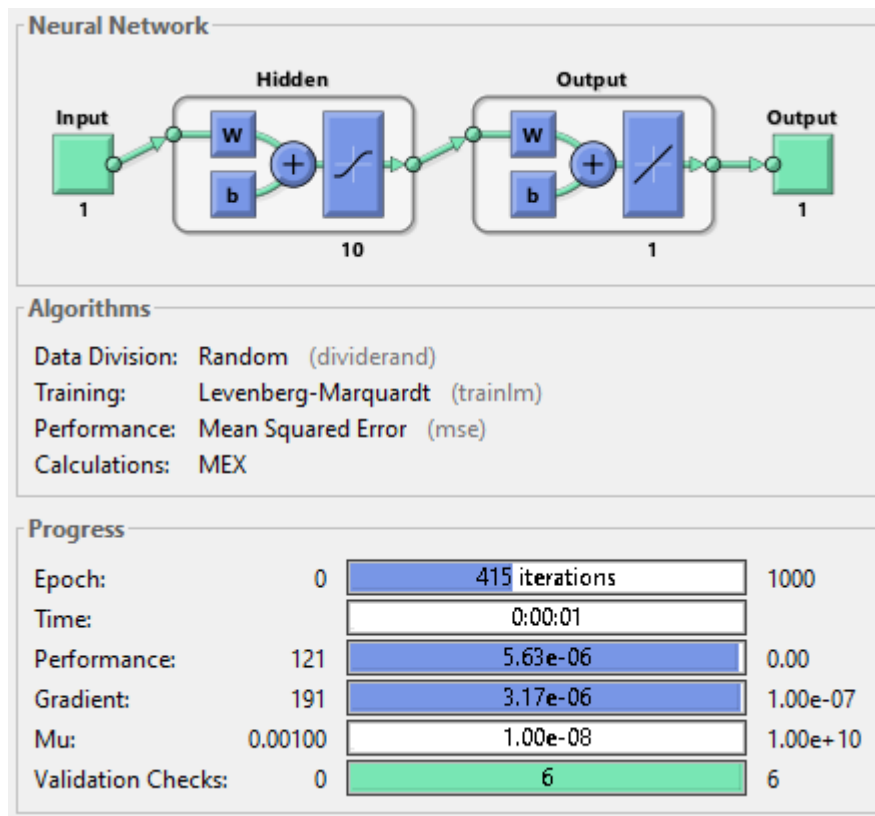 Neural Network
Hidden Output
Input Output
W W
+ +
b b
1 1
10 1
Algorithms
Data Division: Random (dividerand)
Training: Levenberg-Marquardt (trainlm)
Performance: Mean Squared Error (mse)
Calculations: MEX
Progress
Epoch: 0 415 iterations 1000
Time: 0:00:01
Performance: 121 5.63e-06 0.00
Gradient: 191 3.17e-06 1.00e-07
Mu: 0.00100 1.00e-08 1.00e+10
Validation Checks: 0 6 6